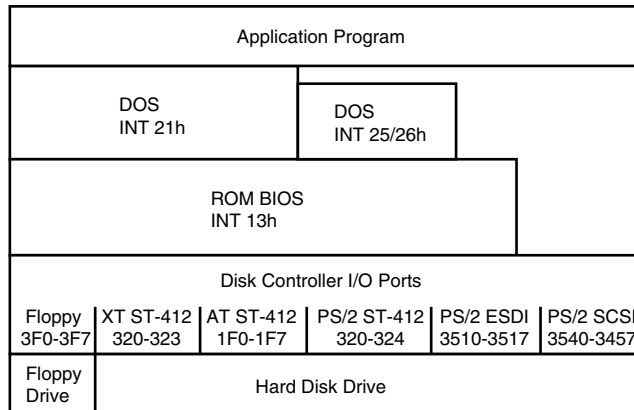 Application Program
DOS
INT 21h
DOS
INT 25/26h
ROM BIOS
INT 13h
Disk Controller I/O Ports
Floppy XT ST-412 AT ST-412 PS/2 ST-412 PS/2 ESDI PS/2 SCSI
3F0-3F7 320-323 1F0-1F7 320-324 3510-3517 3540-3457
Floppy
Drive
Hard Disk Drive